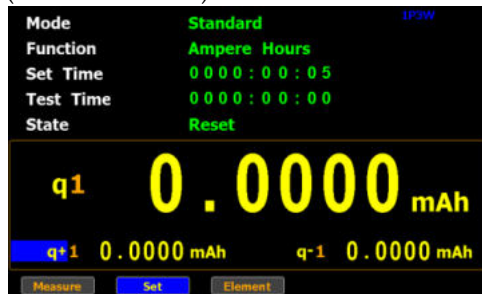 Mode Standard 1P3W
Function Ampere Hours
Set Time 0000:00:05
Test Time 0000:00:00
State Reset
q1 0.0000 mAh
q+1 0.0000 mAh q-1 0.0000 mAh
Measure Set Element